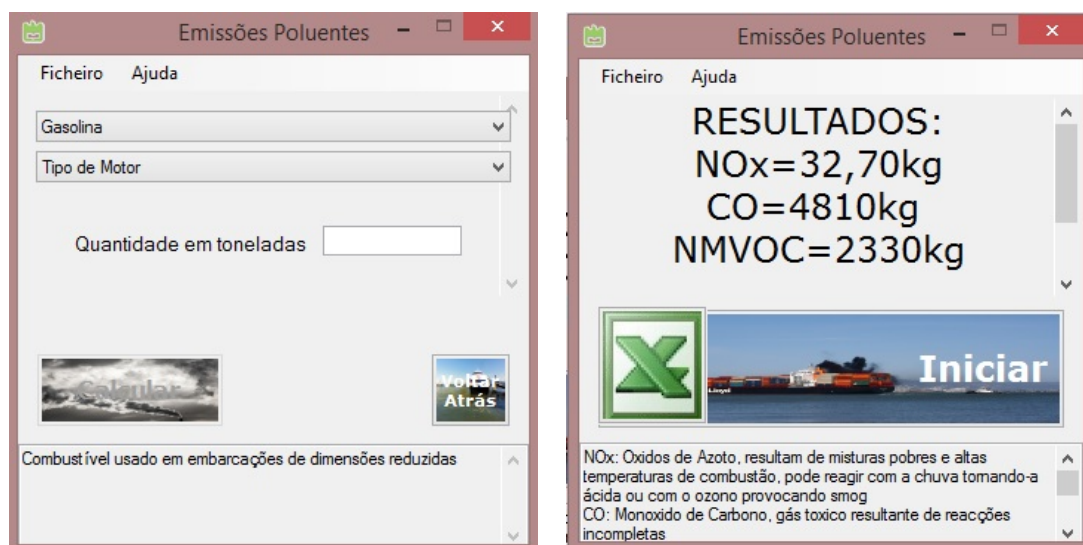 Emissões Poluentes
Ficheiro Ajuda
Gasolina
Tipo de Motor
Quantidade em toneladas
Calcular
Voltar
Atrás
Combustível usado em embarcações de dimensões reduzidas
Emissões Poluentes
Ficheiro Ajuda
RESULTADOS:
NOx=32,70kg
CO=4810kg
NMVOC=2330kg
Iniciar
NOx: Oxidos de Azoto, resultam de misturas pobres e altas
temperaturas de combustão, pode reagir com a chuva tornando-a
ácida ou com o ozono provocando smog
CO: Monoxido de Carbono, gás toxico resultante de reacções
incompletas